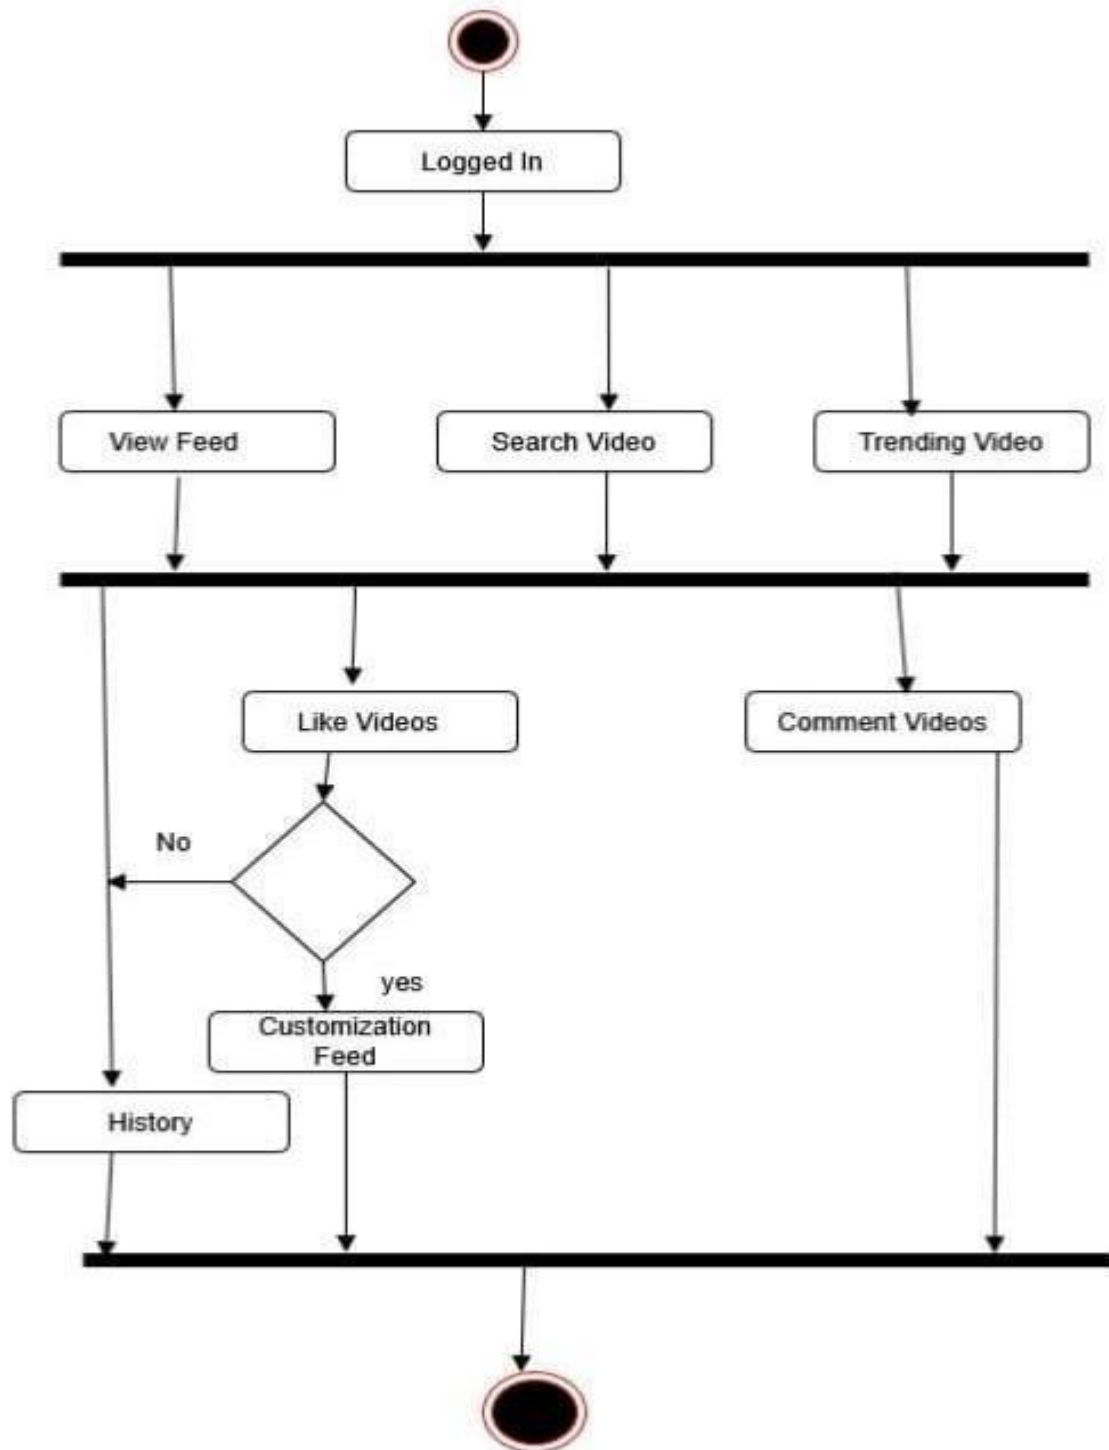 Logged In
View Feed
Search Video
Trending Video
Like Videos
Comment Videos
No
yes
Customization
Feed
History